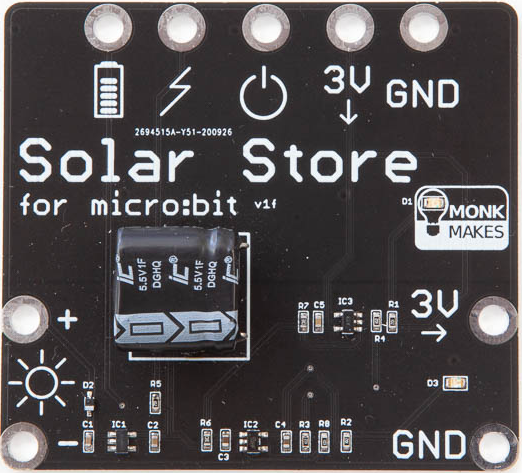 3V GND
2694515A-Y51-200926
Solar Store
for micro:bit v1f
D1
MONK
MAKES
iC
5.5V1F
DGHQ
iC
5.5V1F
DGHQ
R7 C5 IC3 R1
3V
+
R4
D2 R5
D3
C1 IC1 C2 R6 IC2 C4 R3 R8 R2
C3
- GND